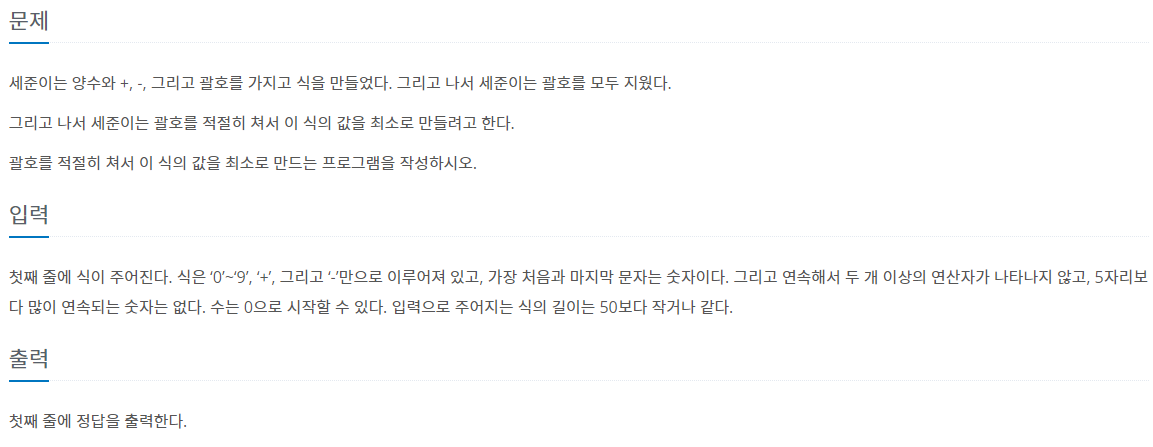 문제
세준이는 양수와 +, -, 그리고 괄호를 가지고 식을 만들었다. 그리고 나서 세준이는 괄호를 모두 지웠다.
그리고 나서 세준이는 괄호를 적절히 쳐서 이 식의 값을 최소로 만들려고 한다.
괄호를 적절히 쳐서 이 식의 값을 최소로 만드는 프로그램을 작성하시오.
입력
첫째 줄에 식이 주어진다. 식은 ‘0’~‘9’, ‘+’, 그리고 ‘-’만으로 이루어져 있고, 가장 처음과 마지막 문자는 숫자이다. 그리고 연속해서 두 개 이상의 연산자가 나타나지 않고, 5자리보
다 많이 연속되는 숫자는 없다. 수는 0으로 시작할 수 있다. 입력으로 주어지는 식의 길이는 50보다 작거나 같다.
출력
첫째 줄에 정답을 출력한다.